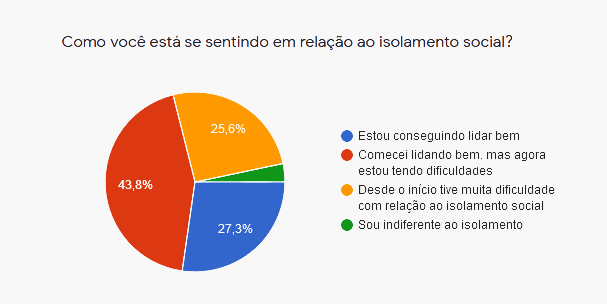 Como você está se sentindo em relação ao isolamento social?
25,6%
43,8%
27,3%
Estou conseguindo lidar bem
Comecei lidando bem. mas agora
estou tendo dificuldades
Desde o início tive muita dificuldade
com relação ao isolamento social
Sou indiferente ao isolamento